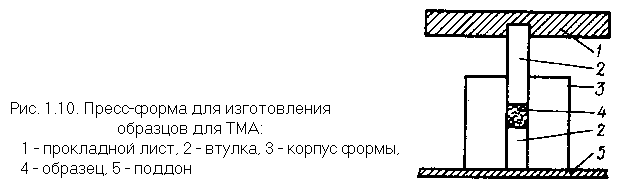 Рис. 1.10. Пресс-форма для изготовления
образцов для ТМА:
1 - прокладной лист, 2 - втулка, 3 - корпус формы,
4 - образец, 5 - поддон
1
2
3
4
2
5